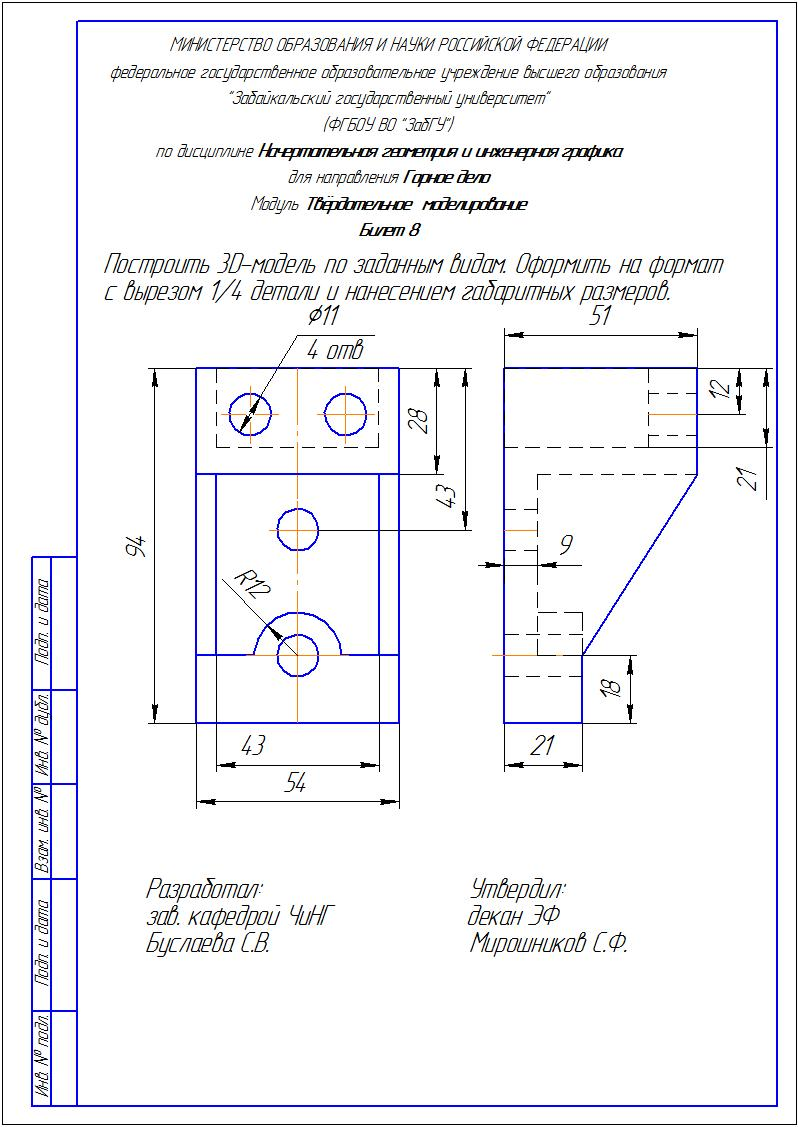 МИНИСТЕРСТВО ОБРАЗОВАНИЯ И НАУКИ РОССИЙСКОЙ ФЕДЕРАЦИИ
федеральное государственное образовательное учреждение высшего образования
"Забайкальский государственный университет"
(ФГБОУ ВО "ЗабГУ")
по дисциплине Начертательная геометрия и инженерная графика
для направления Горное дело
Модуль Твёрдотельное моделирование
Билет 8
Построить 3D-модель по заданным видам. Оформить на формат
с вырезом 1/4 детали и нанесением габаритных размеров.
⌀11
4 отв
51
28
43
12
21
94
9
R12
18
43
54
21
Разработал:
зав. кафедрой ЧиНГ
Буслаева С.В.
Утвердил:
декан ЭФ
Мирошников С.Ф.
Подп. и дата
Инв. № дубл.
Взам. инв. №
Подп. и дата
Инв. № подл.